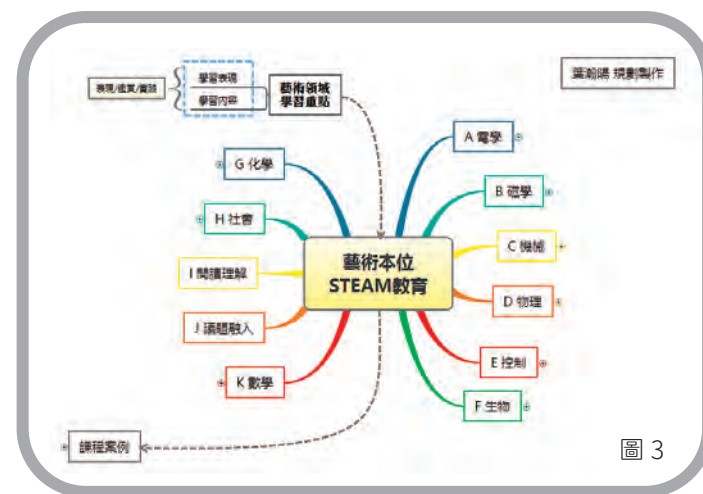 葉瀚陽 規劃製作
表現/鑑賞/實踐
學習表現
學習內容
藝術領域
學習重點
A 電學
B 磁學
C 機械
D 物理
E 控制
F 生物
G 化學
H 社會
I 閱讀理解
J 議題融入
K 數學
藝術本位
STEAM教育
課程案例
圖 3